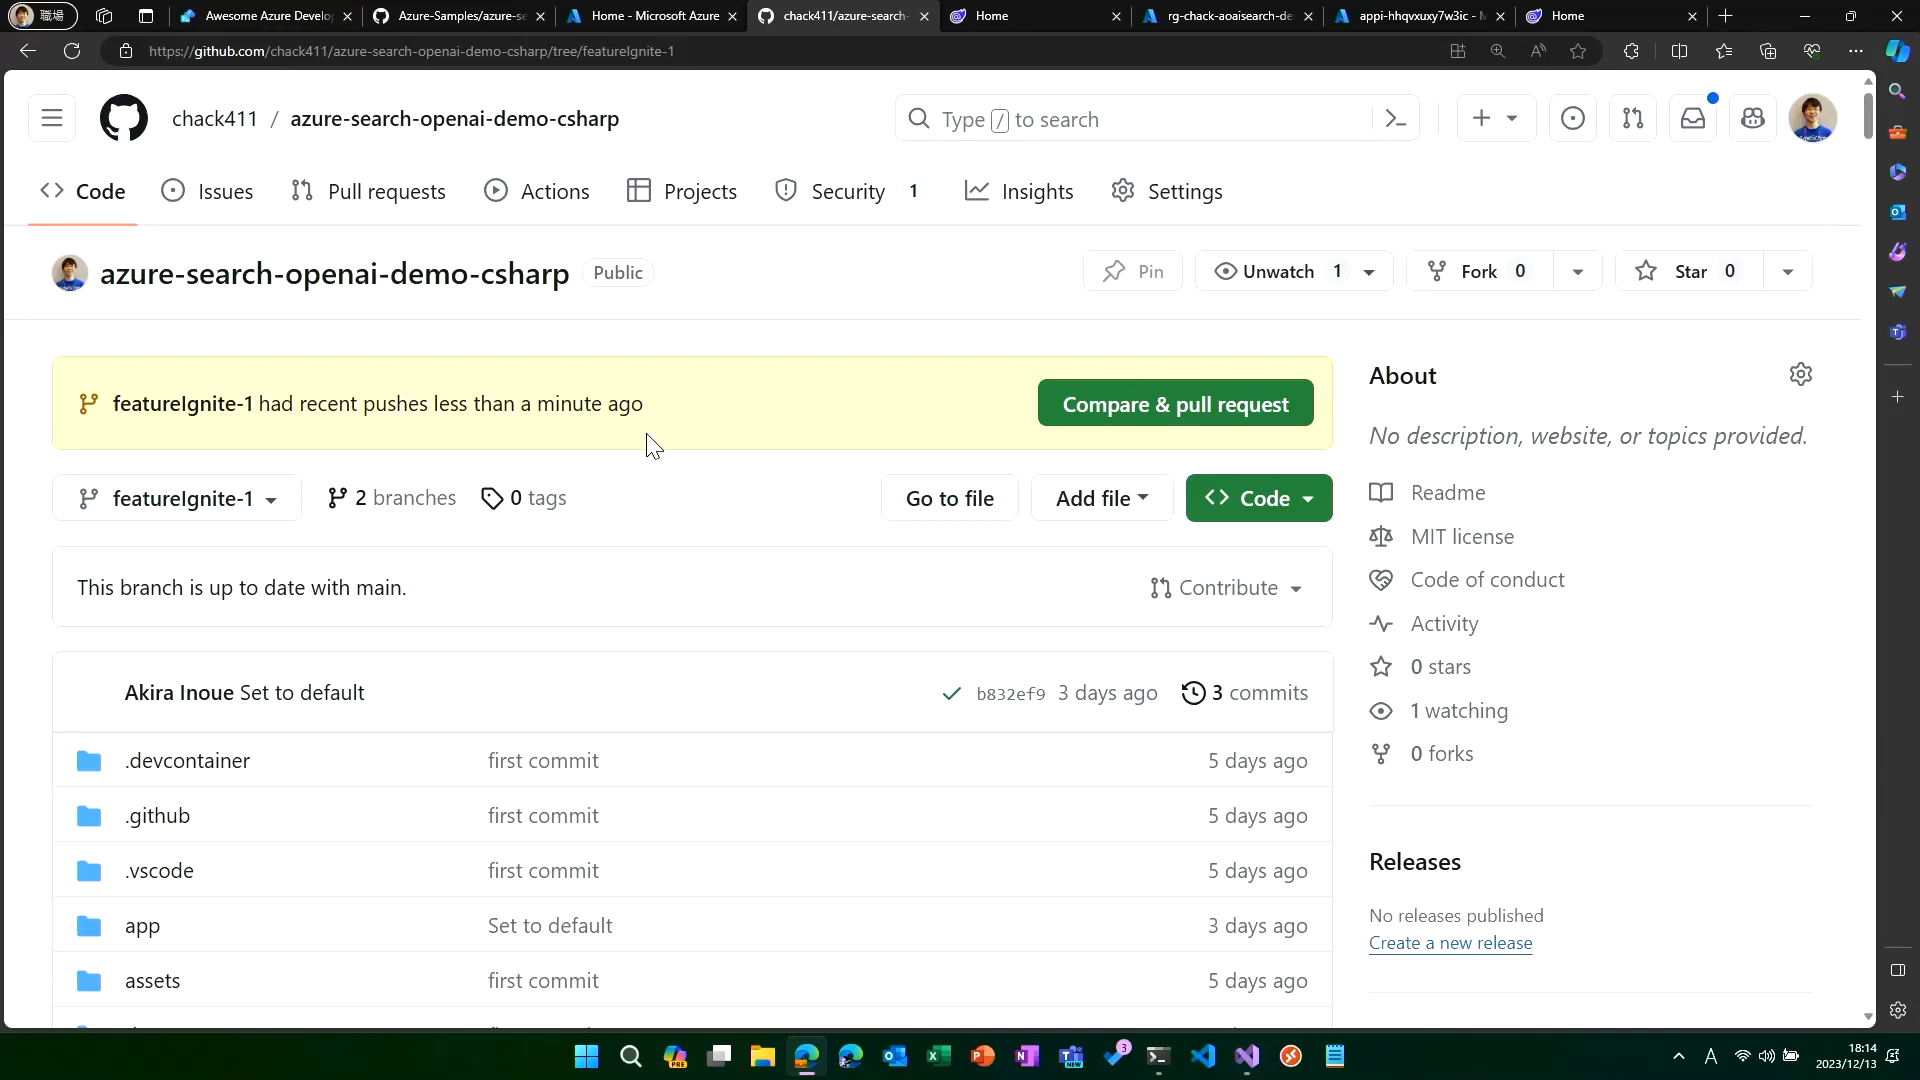 職場
Awesome Azure Develo
Azure-Samples/azure-se
Home - Microsoft Azure
chack411/azure-search-
Home
rg-chack-aoaisearch-de
appi-hhqvxuxy7w3ic - M
Home
https://github.com/chack411/azure-search-openai-demo-csharp/tree/featureIgnite-1
chack411 / azure-search-openai-demo-csharp
Type / to search
Code
Issues
Pull requests
Actions
Projects
Security 1
Insights
Settings
azure-search-openai-demo-csharp Public
Pin
Unwatch 1
Fork 0
Star 0
featureIgnite-1 had recent pushes less than a minute ago
Compare & pull request
featureIgnite-1
2 branches
0 tags
Go to file
Add file
Code
This branch is up to date with main.
Contribute
Akira Inoue Set to default
b832ef9 3 days ago
3 commits
.devcontainer first commit 5 days ago
.github first commit 5 days ago
.vscode first commit 5 days ago
app Set to default 3 days ago
assets first commit 5 days ago
About
No description, website, or topics provided.
Readme
MIT license
Code of conduct
Activity
0 stars
1 watching
0 forks
Releases
No releases published
Create a new release
PRE
NEW
3
A
18:14
2023/12/13